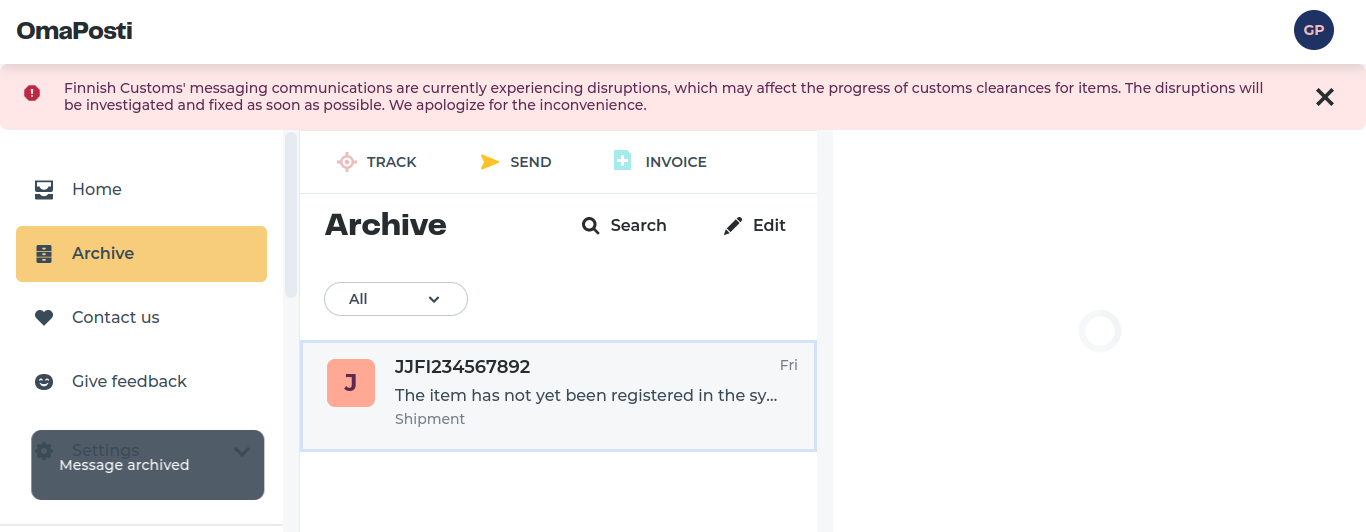 OmaPosti
GP
Finnish Customs' messaging communications are currently experiencing disruptions, which may affect the progress of customs clearances for items. The disruptions will
be investigated and fixed as soon as possible. We apologize for the inconvenience.
Home
Archive
Contact us
Give feedback
Settings
Message archived
TRACK
SEND
INVOICE
Archive
Search
Edit
All
J
JJFI234567892
Fri
The item has not yet been registered in the sy...
Shipment